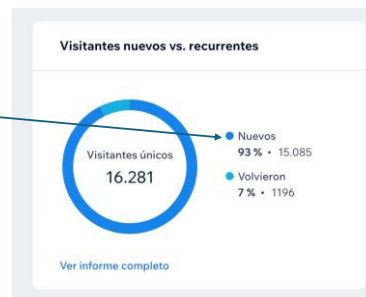 Visitantes nuevos vs. recurrentes
Visitantes únicos
16.281
Nuevos
93 % • 15.085
Volvieron
7 % • 1196
Ver informe completo